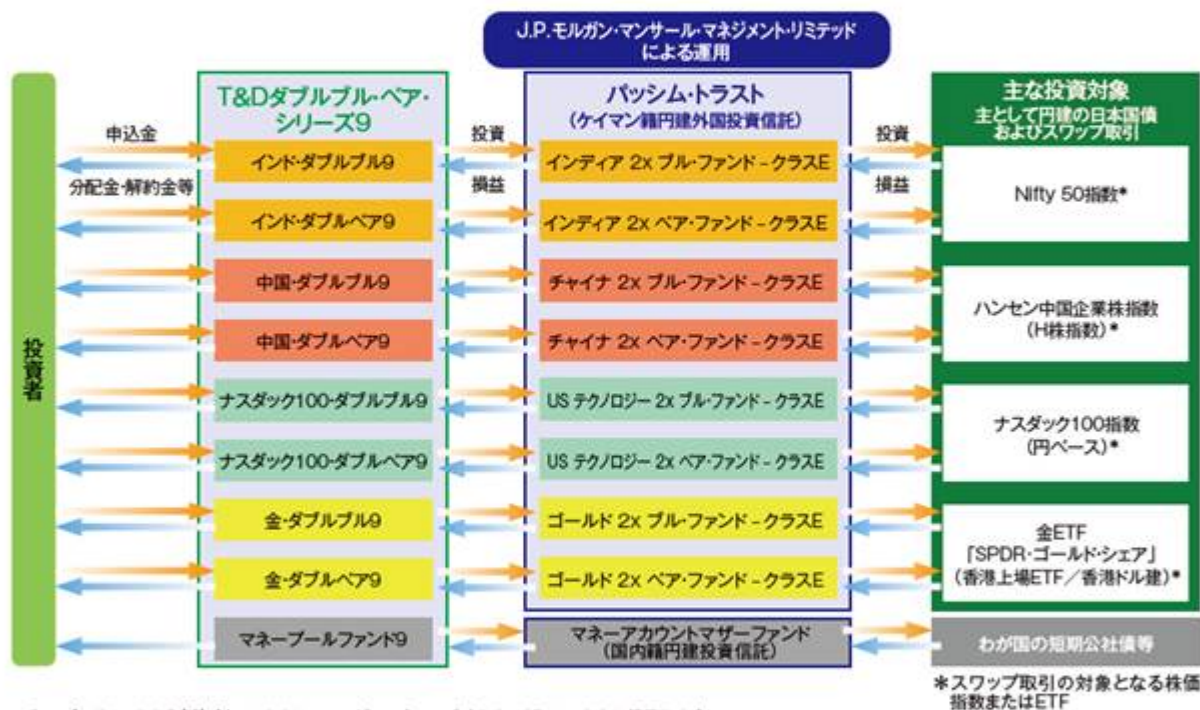 J.P.モルガン・マンサール・マネジメント・リミテッド
による運用
T&Dダブルブル・ベア・
シリーズ9
パッシム・トラスト
(ケイマン籍円建外国投資信託)
主な投資対象
主として円建の日本国債
およびスワップ取引
投資者
申込金
分配金・解約金等
投資
損益
投資
損益
インド・ダブルブル9
インディア 2x ブル・ファンド – クラスE
インド・ダブルベア9
インディア 2x ベア・ファンド – クラスE
Nifty 50指数*
中国・ダブルブル9
チャイナ 2x ブル・ファンド – クラスE
中国・ダブルベア9
チャイナ 2x ベア・ファンド – クラスE
ハンセン中国企業株指数
(H株指数)*
ナスダック100・ダブルブル9
US テクノロジー 2x ブル・ファンド – クラスE
ナスダック100・ダブルベア9
US テクノロジー 2x ベア・ファンド – クラスE
ナスダック100指数
(円ベース)*
金・ダブルブル9
ゴールド 2x ブル・ファンド – クラスE
金・ダブルベア9
ゴールド 2x ベア・ファンド – クラスE
金ETF
「SPDR・ゴールド・シェア」
(香港上場ETF/香港ドル建)*
マネープールファンド9
マネーアカウントマザーファンド
(国内籍円建投資信託)
わが国の短期公社債等
*スワップ取引の対象となる株価
指数またはETF